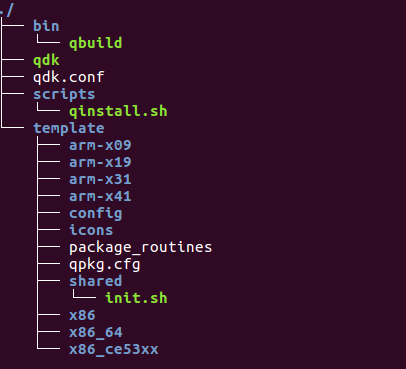 ./
├── bin
│   └── qbuild
├── qdk
├── qdk.conf
├── scripts
│   └── qinstall.sh
└── template
    ├── arm-x09
    ├── arm-x19
    ├── arm-x31
    ├── arm-x41
    ├── config
    ├── icons
    ├── package_routines
    ├── qpkg.cfg
    ├── shared
    │   └── init.sh
    ├── x86
    ├── x86_64
    └── x86_ce53xx